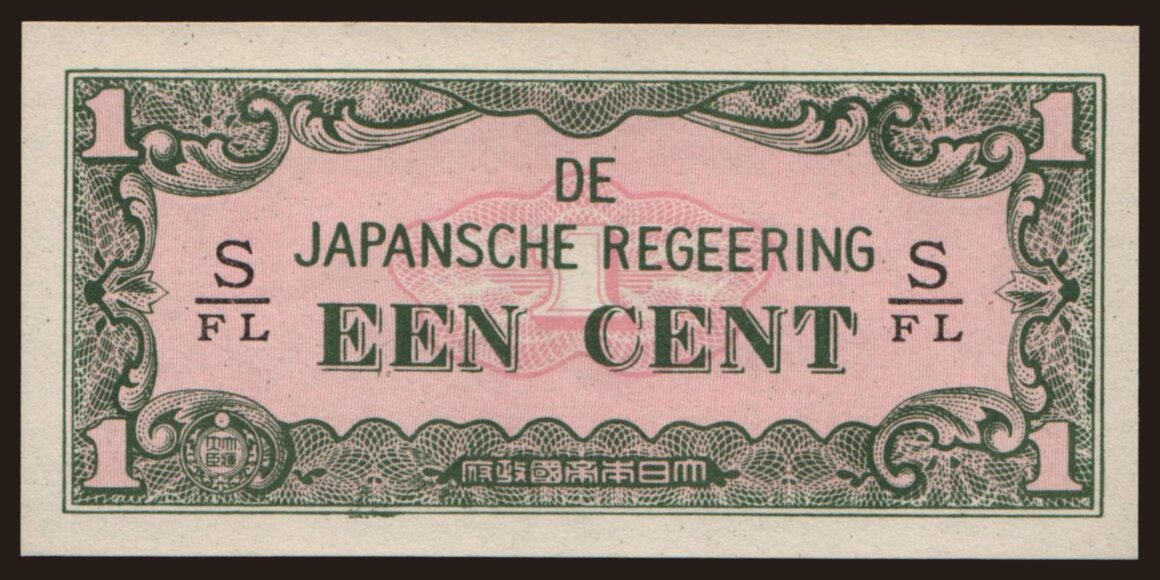 1 1
DE
JAPANSCHE REGEERING
S S
FL FL
EEN CENT
1 1
府政國帝本日大